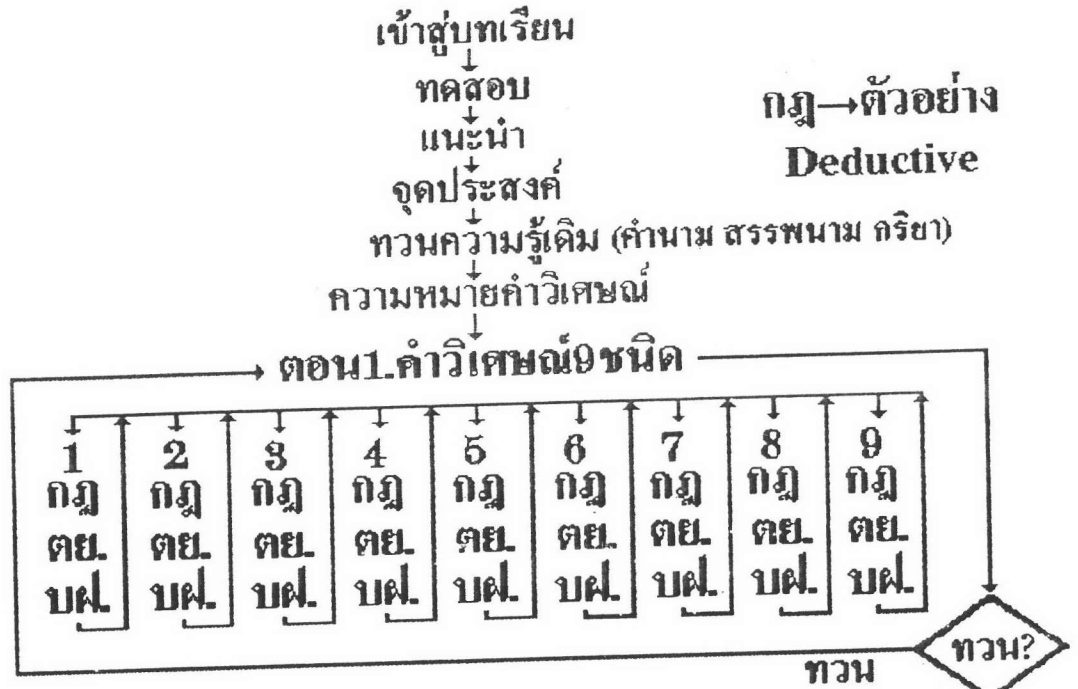 เข้าสู่บทเรียน
ทดสอบ
แนะนำ
จุดประสงค์
กฎ→ตัวอย่าง
Deductive
ทวนความรู้เดิม (คำนาม สรรพนาม กริยา)
ความหมายคำวิเศษณ์
ตอน1.คำวิเศษณ์9ชนิด
1 2 3 4 5 6 7 8 9
กฎ กฎ กฎ กฎ กฎ กฎ กฎ กฎ กฎ
ตย. ตย. ตย. ตย. ตย. ตย. ตย. ตย. ตย.
บฝ. บฝ. บฝ. บฝ. บฝ. บฝ. บฝ. บฝ. บฝ.
ทวน?
ทวน